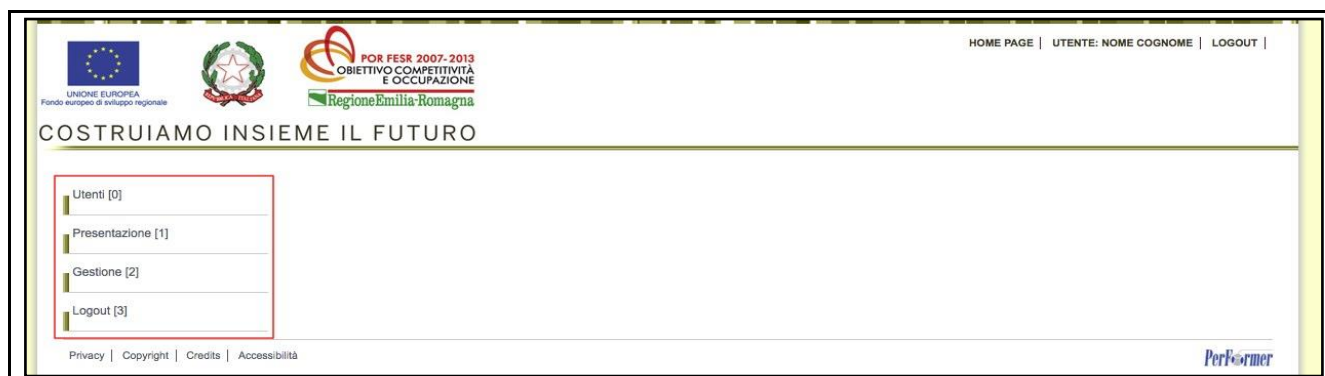 HOME PAGE | UTENTE: NOME COGNOME | LOGOUT |
POR FESR 2007-2013
OBIETTIVO COMPETITIVITÀ
E OCCUPAZIONE
UNIONE EUROPEA
Fondo europeo di sviluppo regionale
RegioneEmilia-Romagna
COSTRUIAMO INSIEME IL FUTURO
Utenti [0]
Presentazione [1]
Gestione [2]
Logout [3]
Privacy | Copyright | Credits | Accessibilità
PerFormer